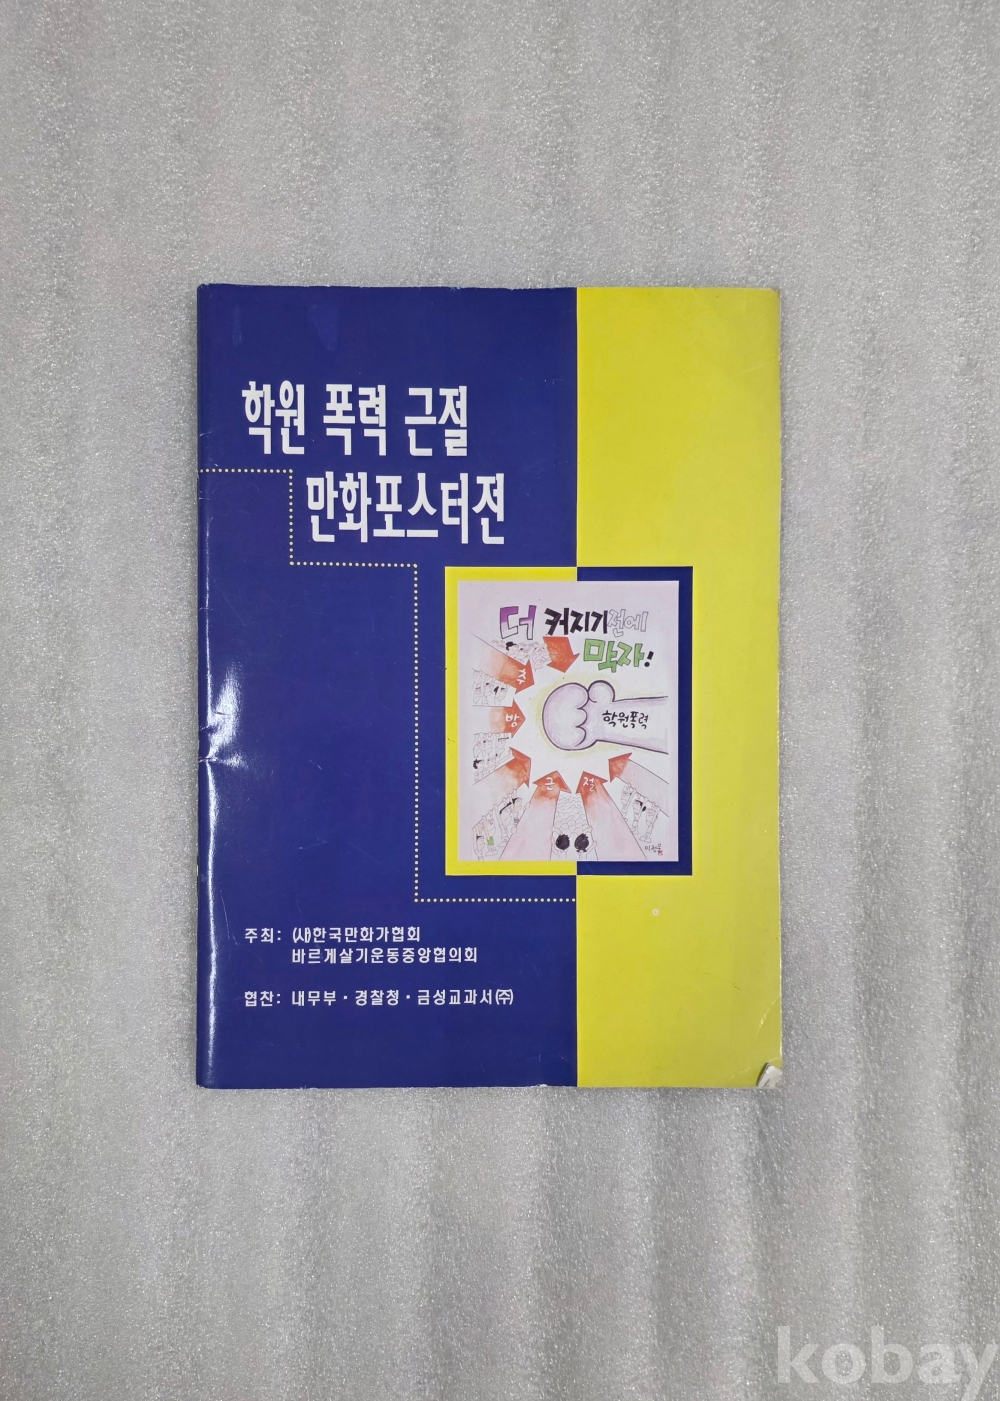 학원 폭력 근절
만화포스터전
더 커지기전에
막자!
추
방
학원폭력
근 절
주최: (사)한국만화가협회
바르게살기운동중앙협의회
협찬: 내무부·경찰청·금성교과서(주)
kobay